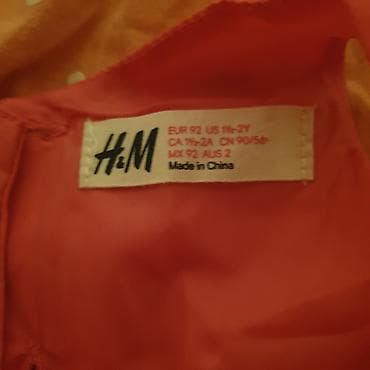 H&M
EUR 92 US 1½-2Y
CA 1½-2A CN 90/56
MX 92 AUS 2
Made in China